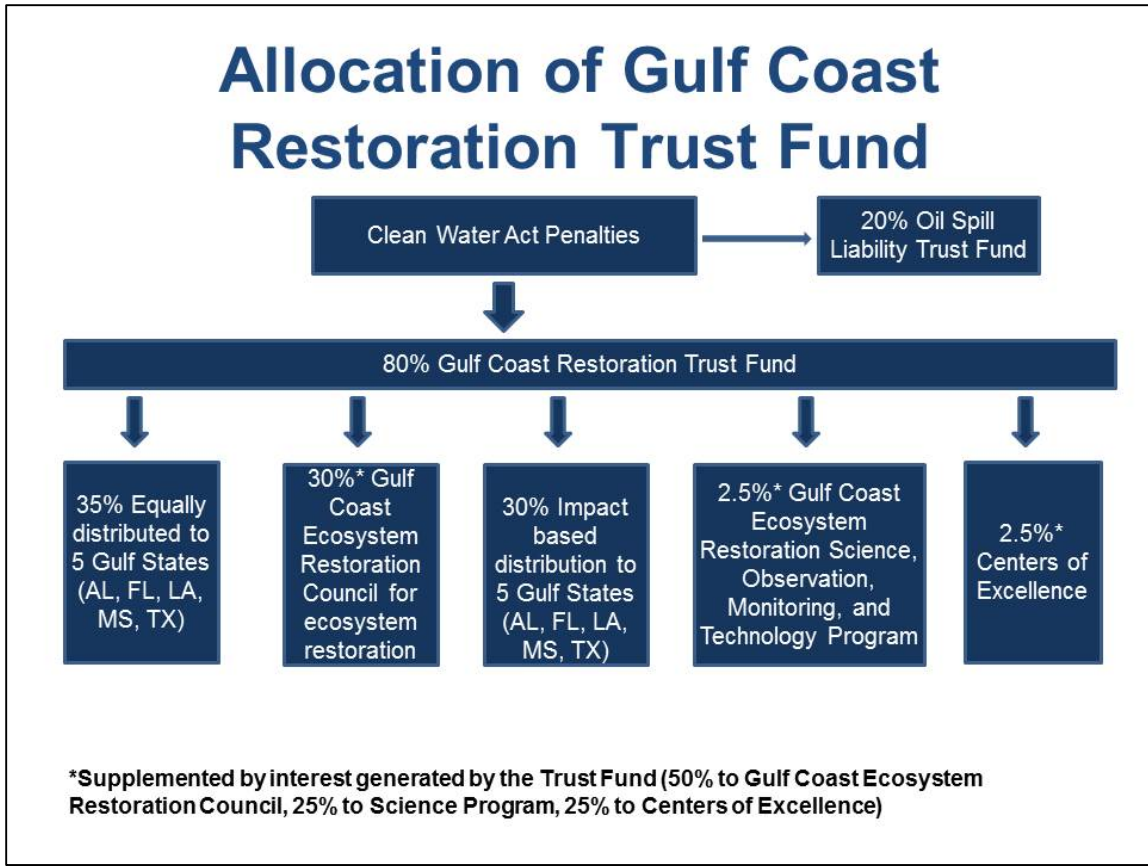 Allocation of Gulf Coast
Restoration Trust Fund
Clean Water Act Penalties
20% Oil Spill
Liability Trust Fund
80% Gulf Coast Restoration Trust Fund
35% Equally
distributed to
5 Gulf States
(AL, FL, LA,
MS, TX)
30%* Gulf
Coast
Ecosystem
Restoration
Council for
ecosystem
restoration
30% Impact
based
distribution to
5 Gulf States
(AL, FL, LA,
MS, TX)
2.5%* Gulf Coast
Ecosystem
Restoration Science,
Observation,
Monitoring, and
Technology Program
2.5%*
Centers of
Excellence
*Supplemented by interest generated by the Trust Fund (50% to Gulf Coast Ecosystem
Restoration Council, 25% to Science Program, 25% to Centers of Excellence)